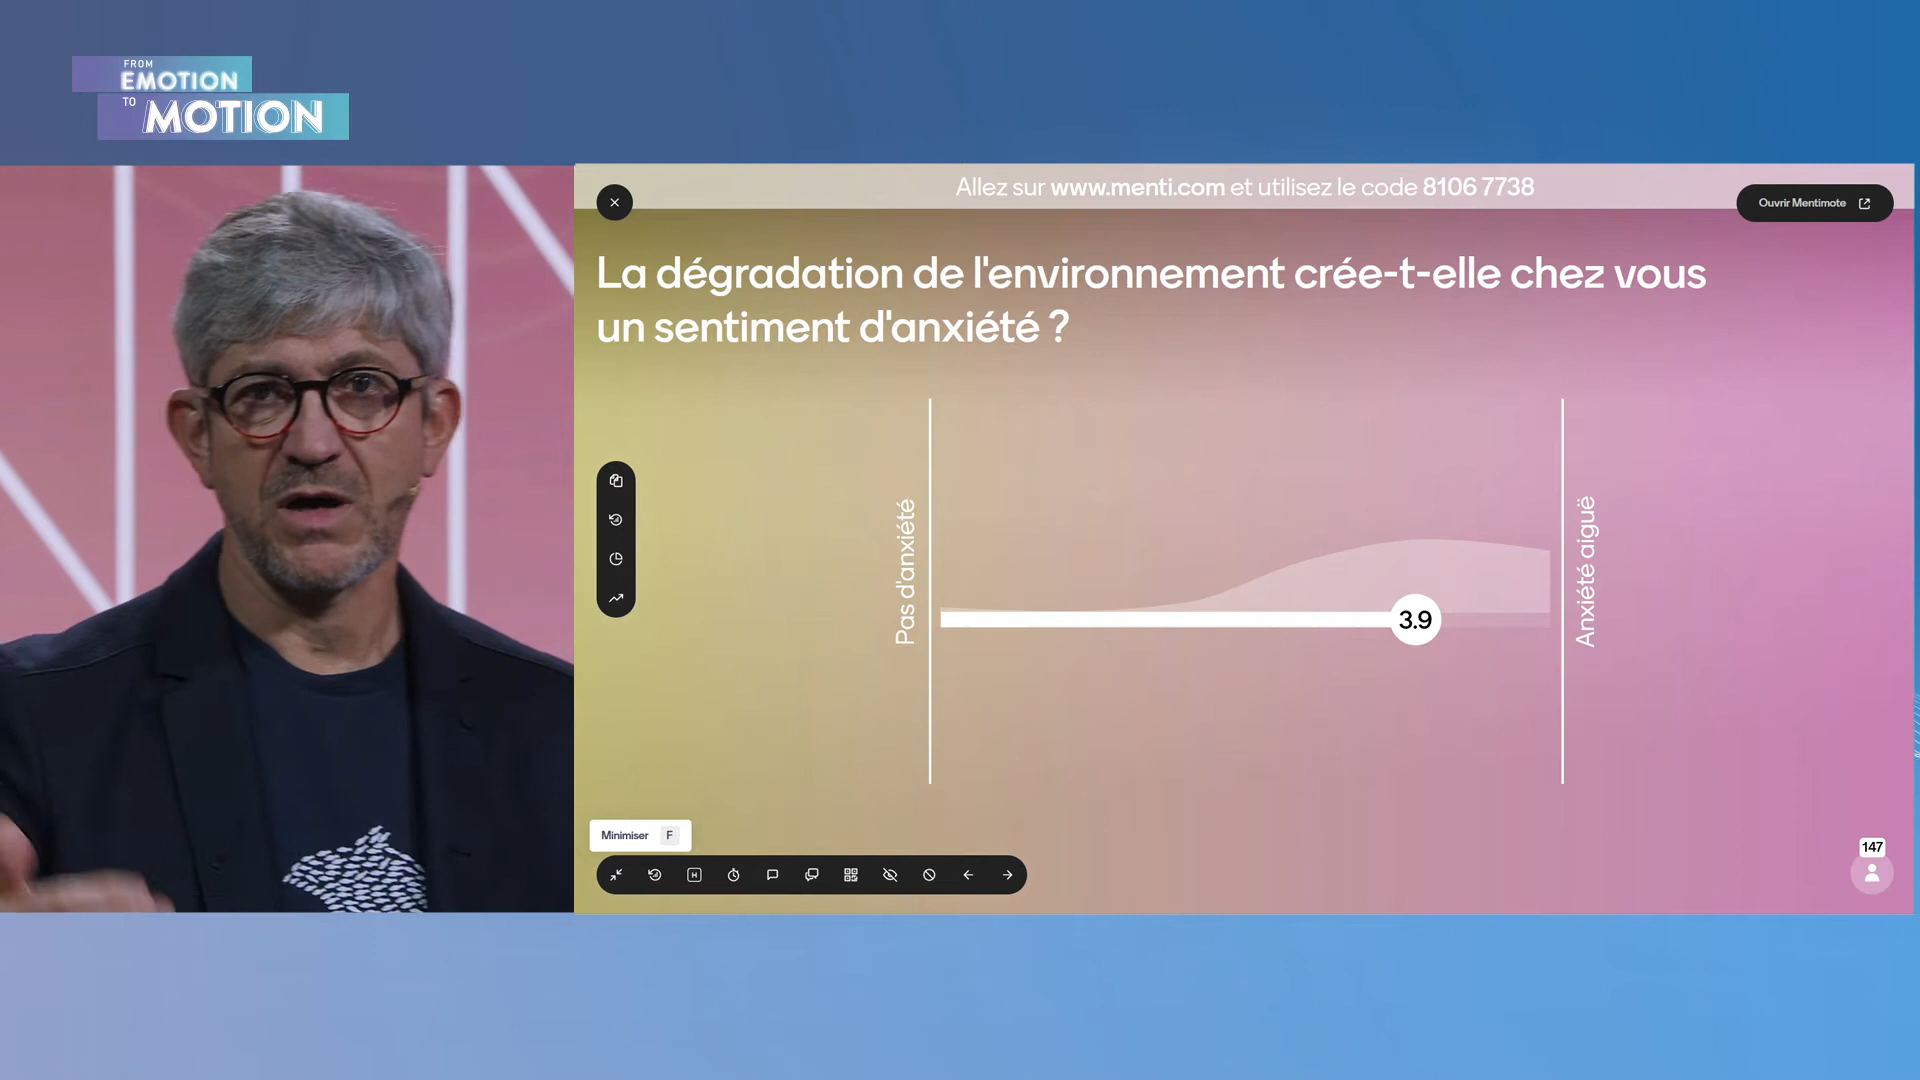 FROM
EMOTION
TO MOTION
Allez sur www.menti.com et utilisez le code 8106 7738
Ouvrir Mentimote
La dégradation de l'environnement crée-t-elle chez vous
un sentiment d'anxiété ?
Pas d'anxiété
3.9
Anxiété aiguë
Minimiser F
H
147